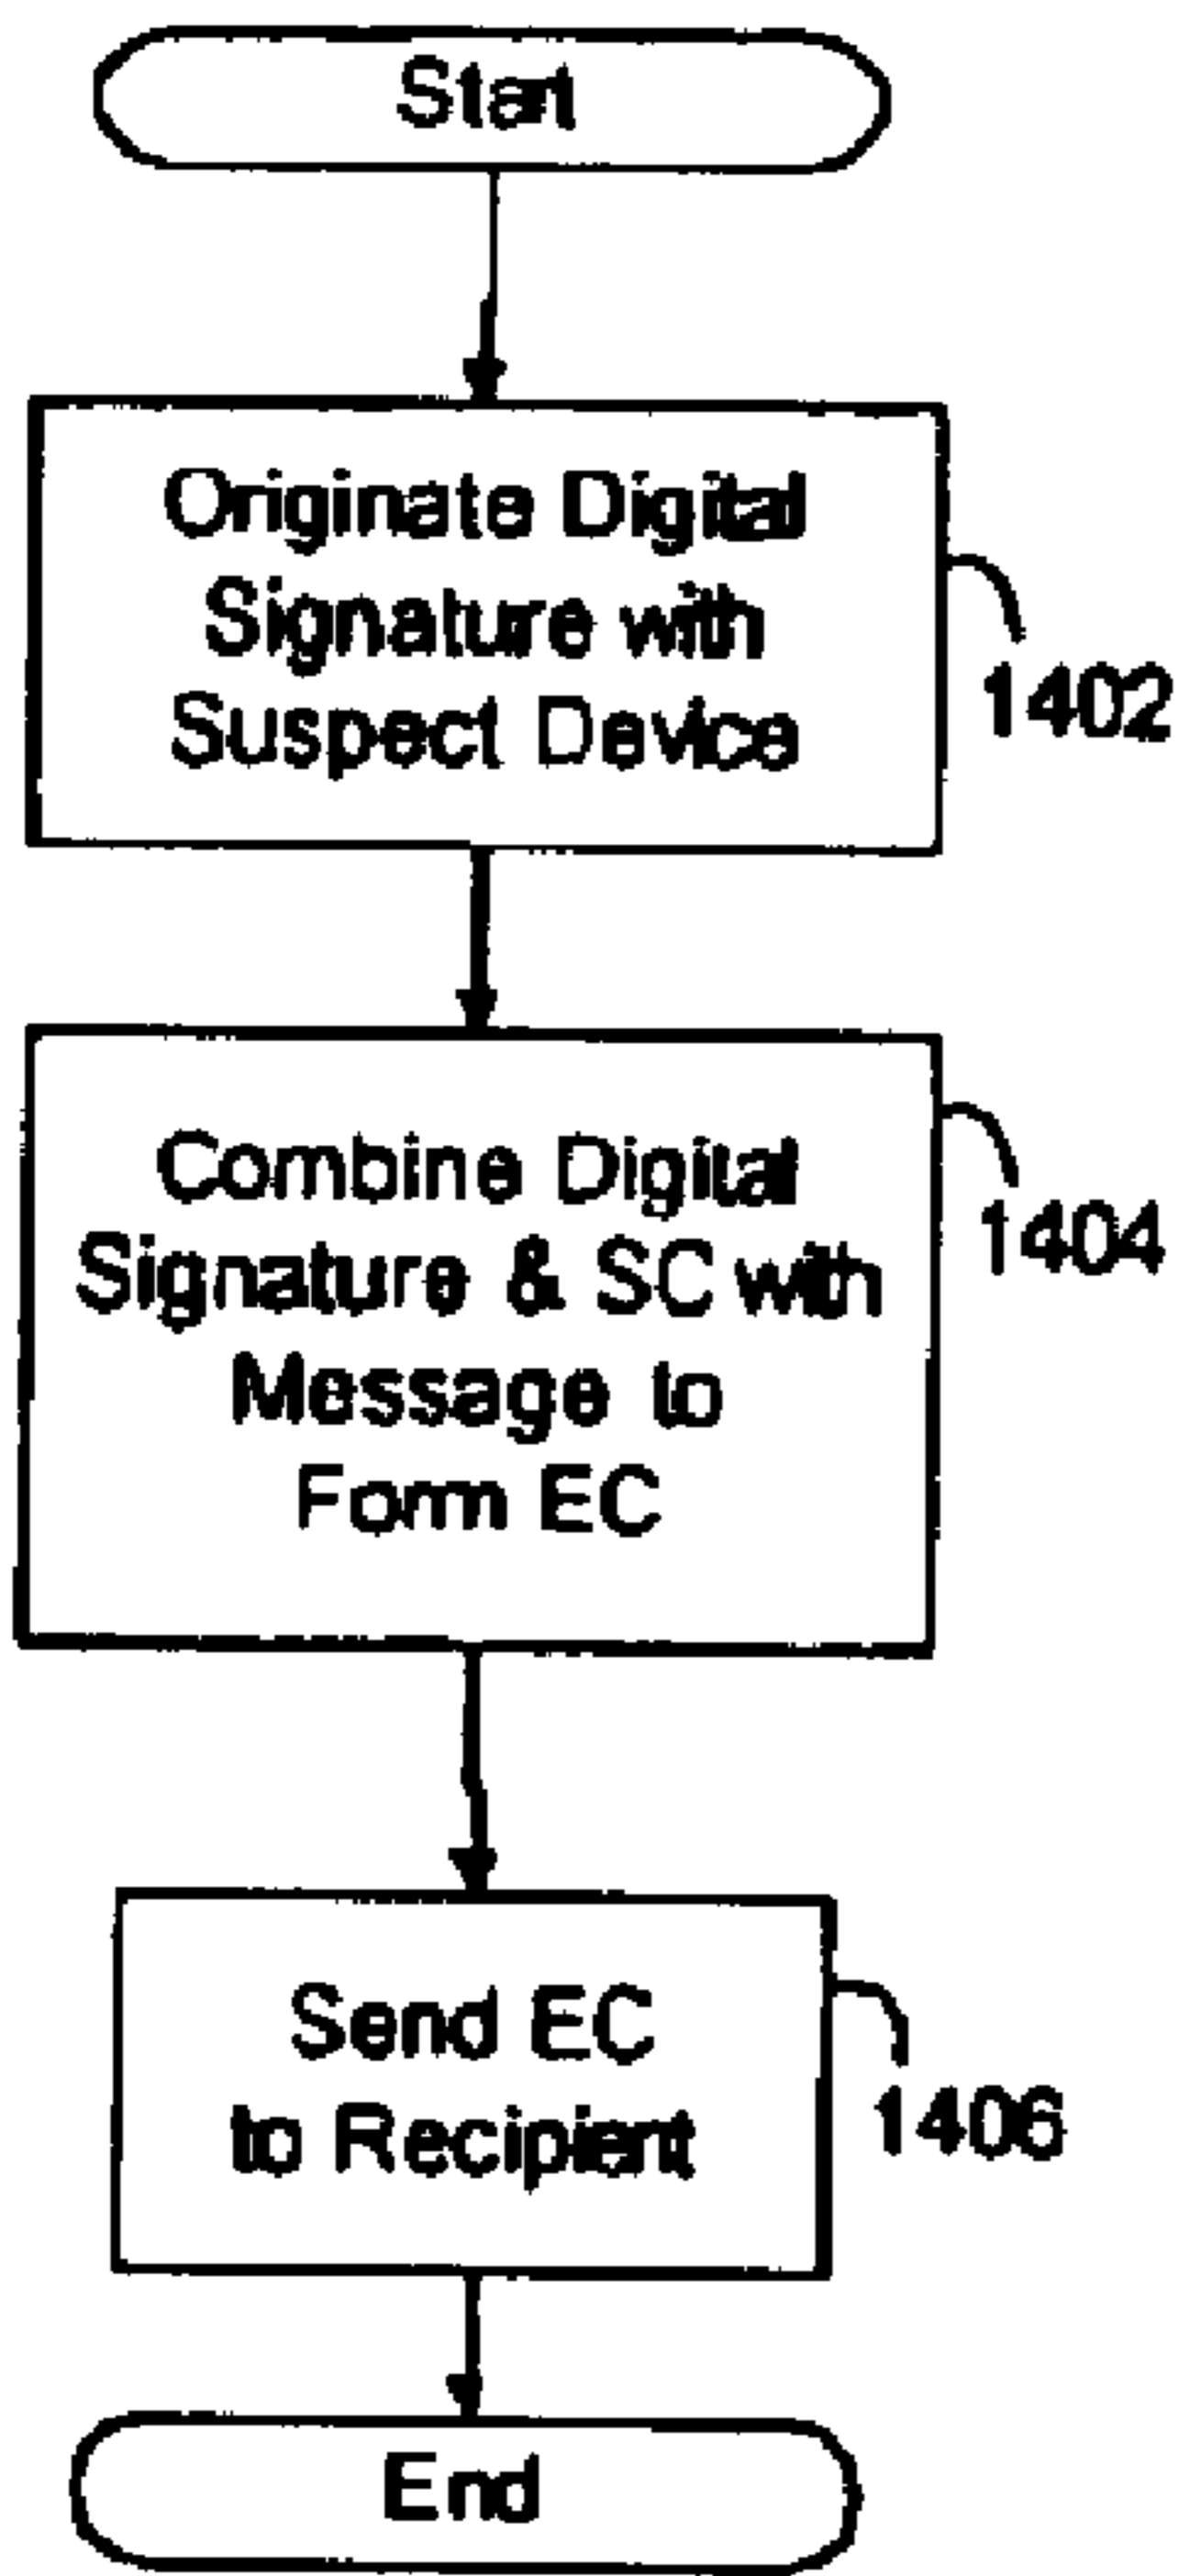 Start
Originate Digital
Signature with
Suspect Device
1402
Combine Digital
Signature & SC with
Message to
Form EC
1404
Send EC
to Recipient
1406
End